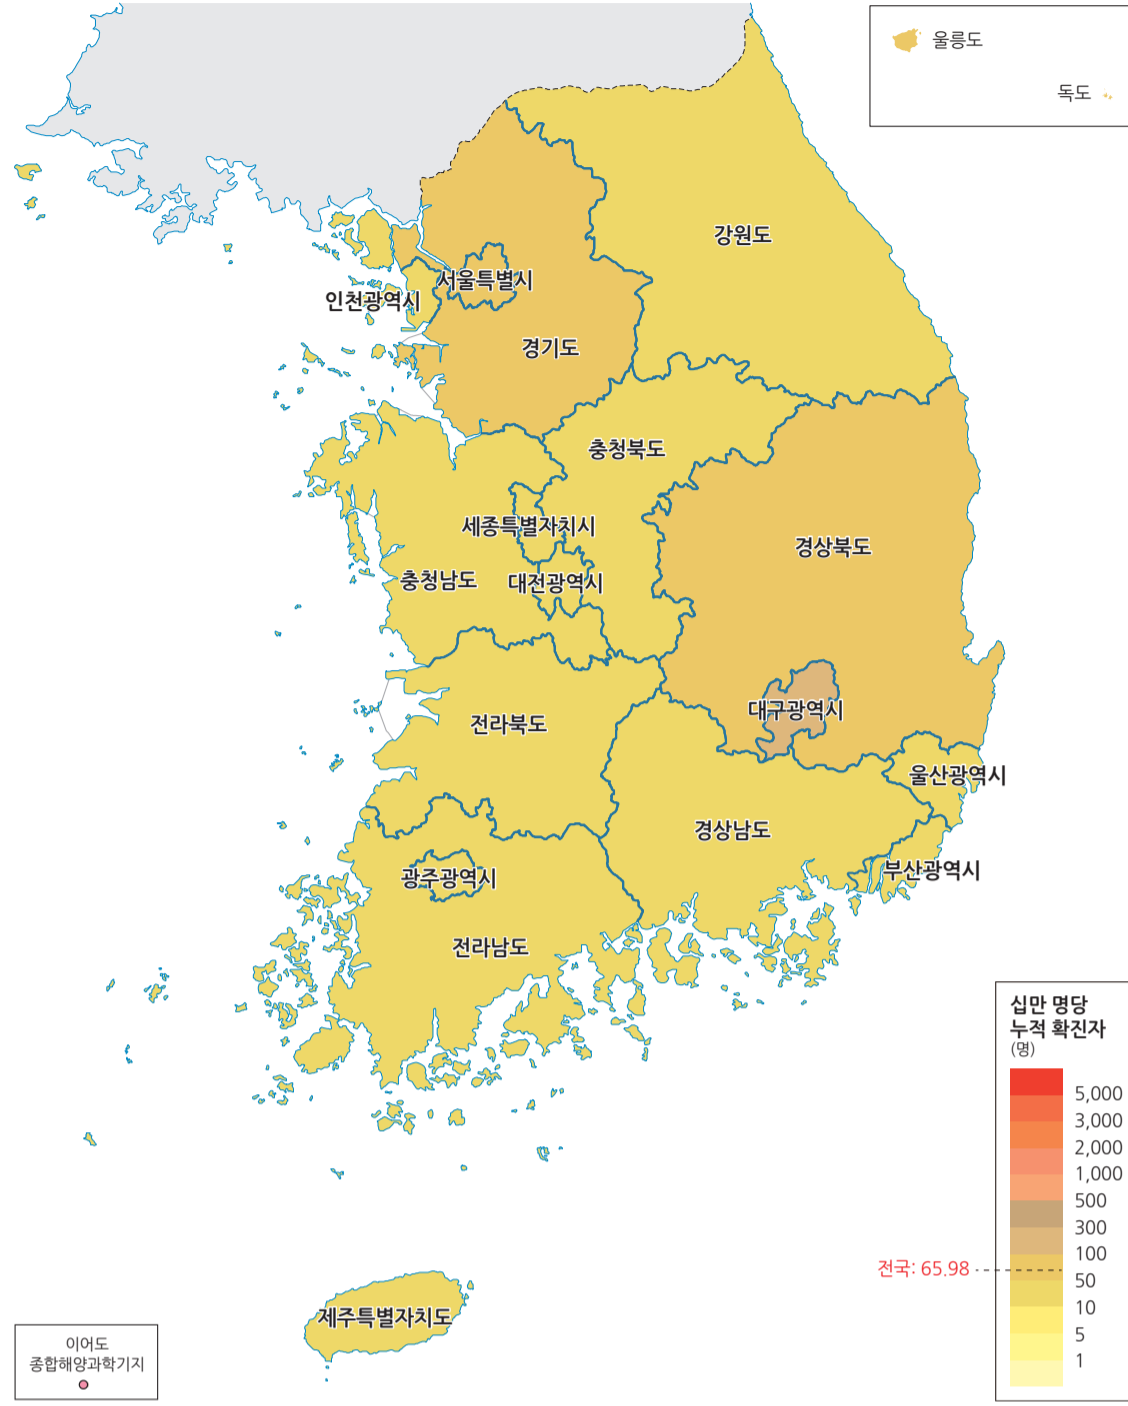 울릉도
독도
강원도
서울특별시
인천광역시
경기도
충청북도
세종특별자치시
경상북도
충청남도
대전광역시
대구광역시
전라북도
울산광역시
경상남도
부산광역시
광주광역시
전라남도
제주특별자치도
이어도
종합해양과학기지
십만 명당
누적 확진자
(명)
5,000
3,000
2,000
1,000
500
300
100
전국: 65.98
50
10
5
1